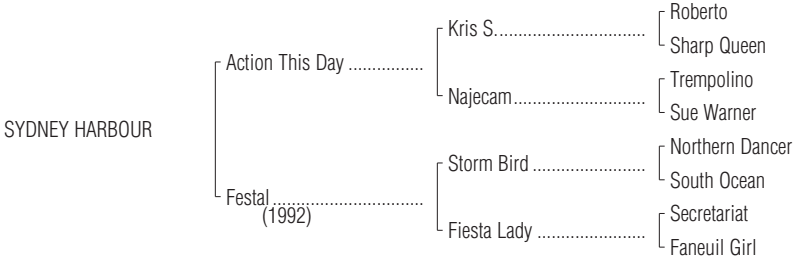 Roberto
Kris S.
Sharp Queen
Action This Day
Trempolino
Najecam
Sue Warner
SYDNEY HARBOUR
Northern Dancer
Storm Bird
South Ocean
Festal
(1992)
Secretariat
Fiesta Lady
Faneuil Girl